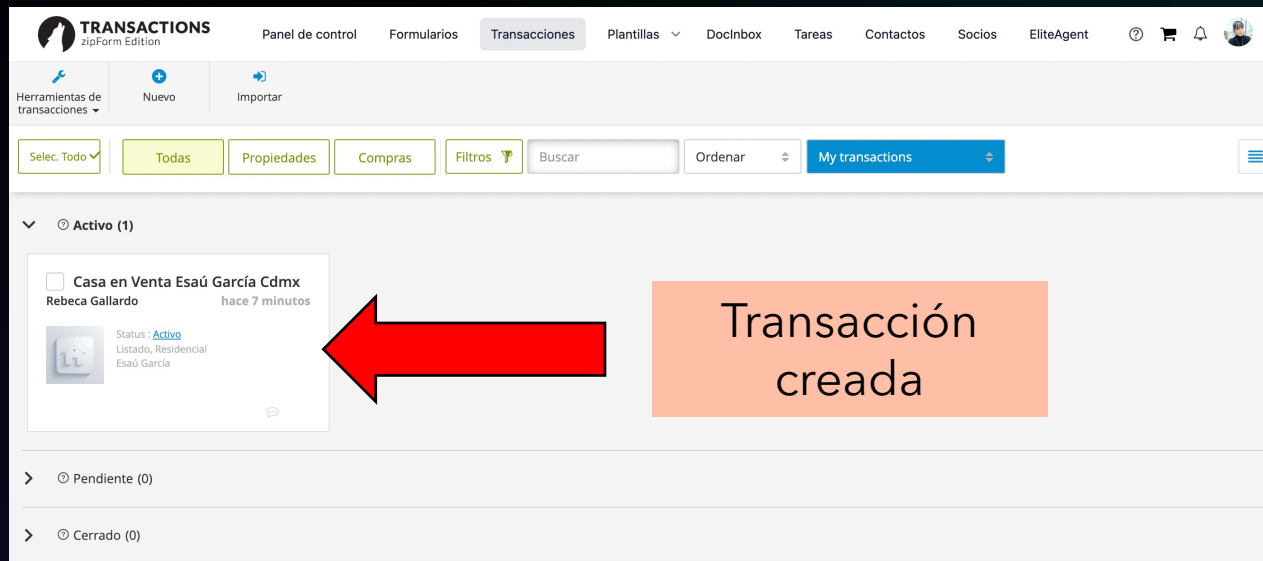 TRANSACTIONS
zipForm Edition
Panel de control
Formularios
Transacciones
Plantillas
DocInbox
Tareas
Contactos
Socios
EliteAgent
Herramientas de
transacciones
Nuevo
Importar
Selec. Todo
Todas
Propiedades
Compras
Filtros
Buscar
Ordenar
My transactions
Activo (1)
Casa en Venta Esaú García Cdmx
Rebeca Gallardo
hace 7 minutos
Status : Activo
Listado, Residencial
Esaú García
Transacción
creada
Pendiente (0)
Cerrado (0)